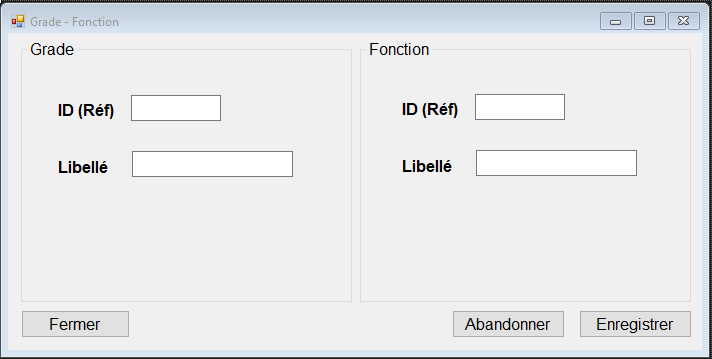 Grade - Fonction
Grade
ID (Réf)
Libellé
Fonction
ID (Réf)
Libellé
Fermer
Abandonner
Enregistrer